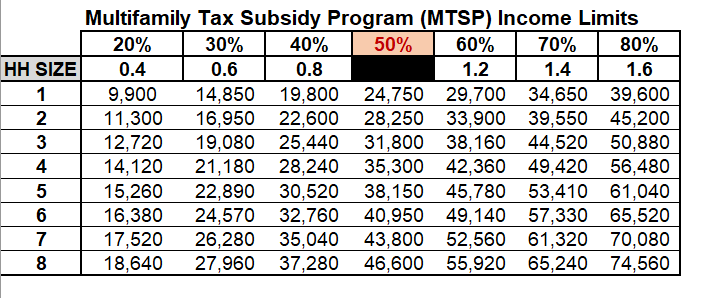 Multifamily Tax Subsidy Program (MTSP) Income Limits
20% 30% 40% 50% 60% 70% 80%
HH SIZE 0.4 0.6 0.8 1.2 1.4 1.6
1 9,900 14,850 19,800 24,750 29,700 34,650 39,600
2 11,300 16,950 22,600 28,250 33,900 39,550 45,200
3 12,720 19,080 25,440 31,800 38,160 44,520 50,880
4 14,120 21,180 28,240 35,300 42,360 49,420 56,480
5 15,260 22,890 30,520 38,150 45,780 53,410 61,040
6 16,380 24,570 32,760 40,950 49,140 57,330 65,520
7 17,520 26,280 35,040 43,800 52,560 61,320 70,080
8 18,640 27,960 37,280 46,600 55,920 65,240 74,560